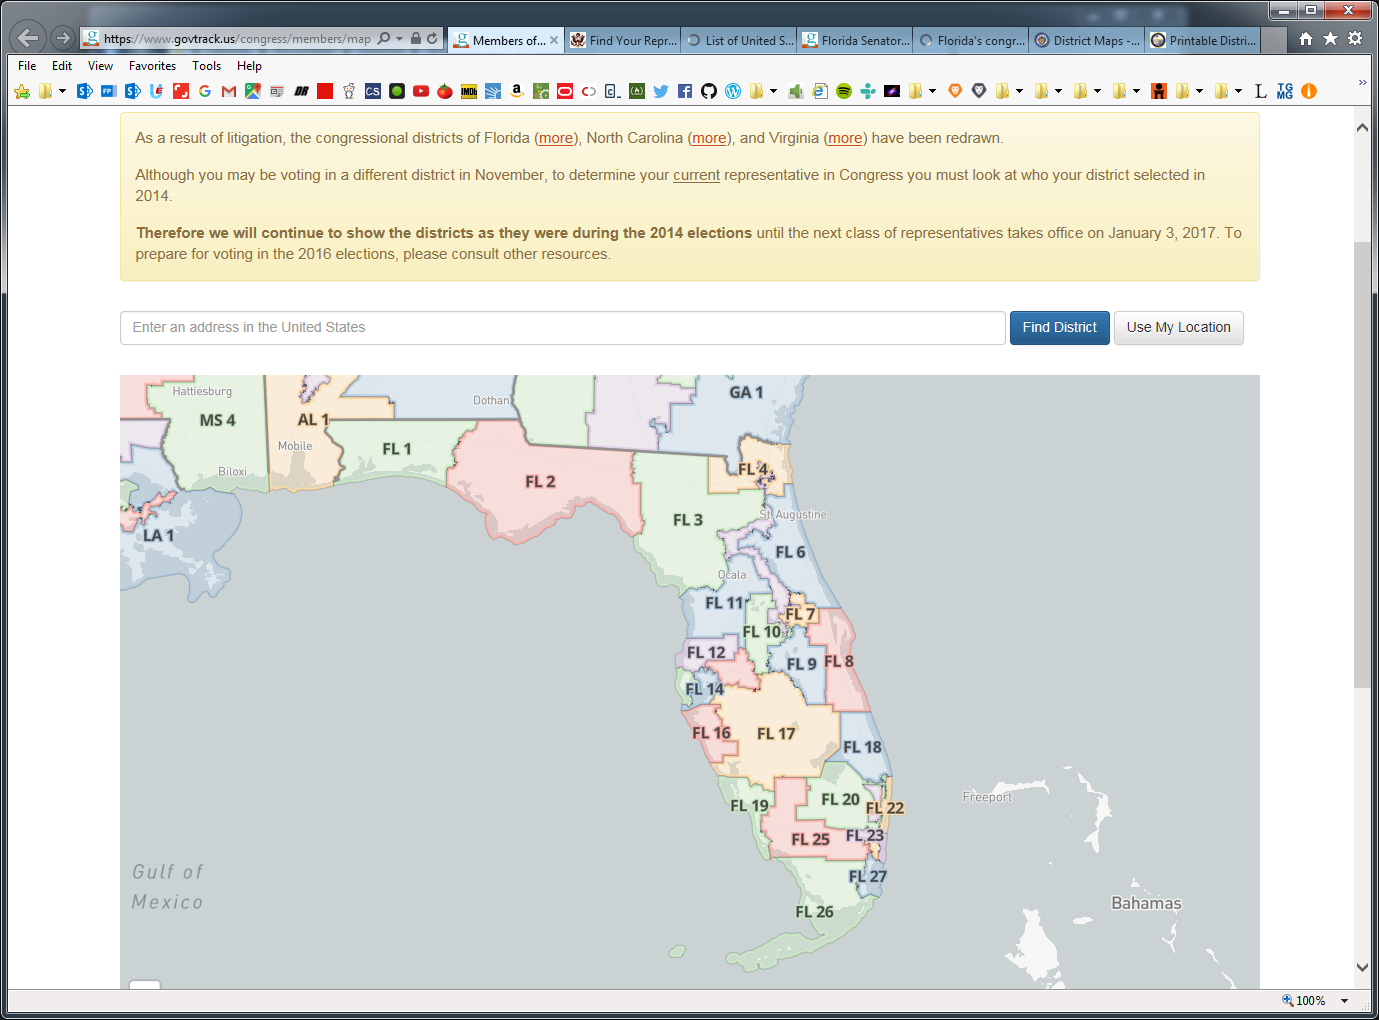 https://www.govtrack.us/congress/members/map
Members of...
Find Your Repr...
List of United S...
Florida Senator...
Florida's congr...
District Maps -...
Printable Distri...
File Edit View Favorites Tools Help
As a result of litigation, the congressional districts of Florida (more), North Carolina (more), and Virginia (more) have been redrawn.
Although you may be voting in a different district in November, to determine your current representative in Congress you must look at who your district selected in
2014.
Therefore we will continue to show the districts as they were during the 2014 elections until the next class of representatives takes office on January 3, 2017. To
prepare for voting in the 2016 elections, please consult other resources.
Enter an address in the United States
Find District
Use My Location
Hattiesburg
GA 1
Dothan
MS 4
AL 1
Mobile
FL 1
Biloxi
FL 4
FL 2
St. Augustine
FL 3
LA 1
FL 6
Ocala
FL 11
FL 7
FL 10
FL 12
FL 9
FL 8
FL 14
FL 16
FL 17
FL 18
Freeport
FL 19
FL 20
FL 22
FL 25
FL 23
Gulf of
Mexico
FL 27
Bahamas
FL 26
100%